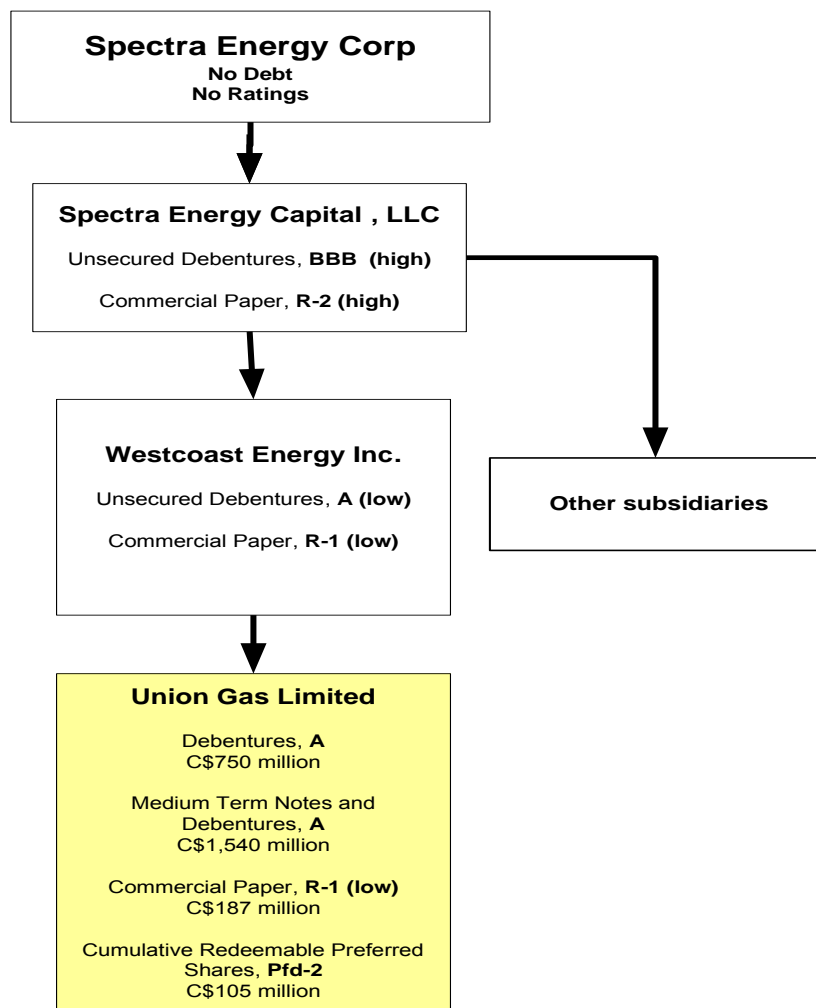 Spectra Energy Corp
No Debt
No Ratings
Spectra Energy Capital , LLC
Unsecured Debentures, BBB (high)
Commercial Paper, R-2 (high)
Westcoast Energy Inc.
Unsecured Debentures, A (low)
Commercial Paper, R-1 (low)
Other subsidiaries
Union Gas Limited
Debentures, A
C$750 million
Medium Term Notes and
Debentures, A
C$1,540 million
Commercial Paper, R-1 (low)
C$187 million
Cumulative Redeemable Preferred
Shares, Pfd-2
C$105 million